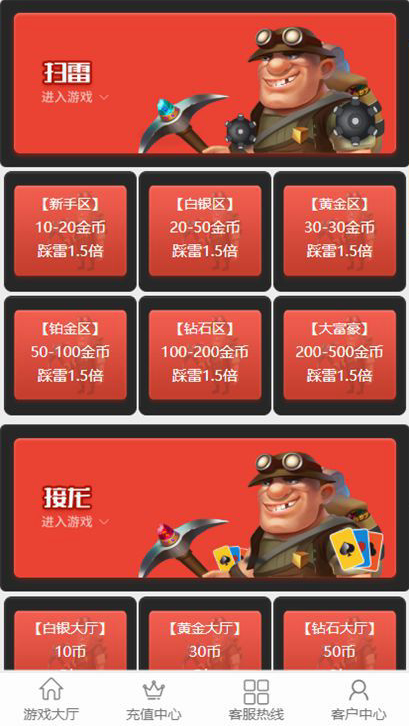 扫雷
进入游戏
【新手区】
10-20金币
踩雷1.5倍
【白银区】
20-50金币
踩雷1.5倍
【黄金区】
30-30金币
踩雷1.5倍
【铂金区】
50-100金币
踩雷1.5倍
【钻石区】
100-200金币
踩雷1.5倍
【大富豪】
200-500金币
踩雷1.5倍
接龙
进入游戏
【白银大厅】
10币
【黄金大厅】
30币
【钻石大厅】
50币
游戏大厅
充值中心
客服热线
客户中心